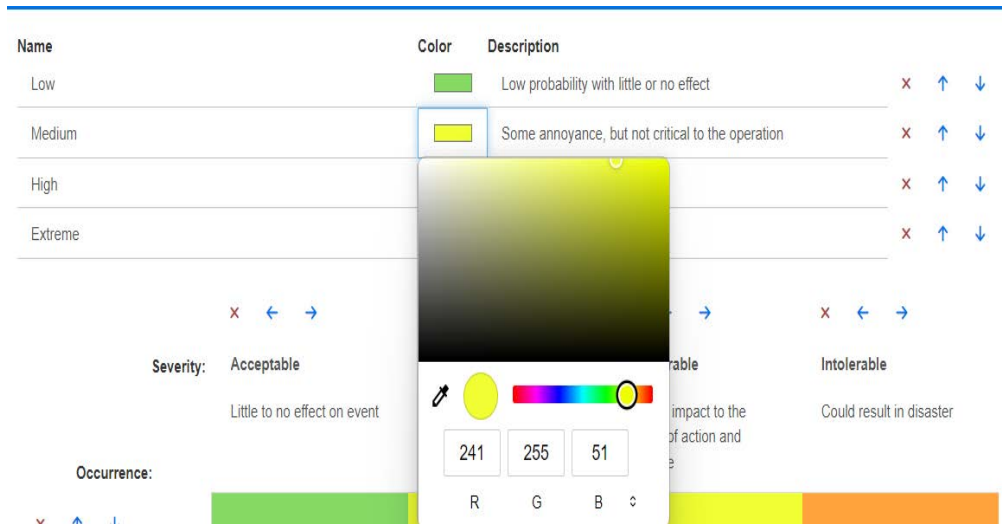 Name Color Description
Low Low probability with little or no effect
Medium Some annoyance, but not critical to the operation
High
Extreme
Severity: Acceptable rable Intolerable
Little to no effect on event impact to the Could result in disaster
of action and
Occurrence:
241 255 51
R G B